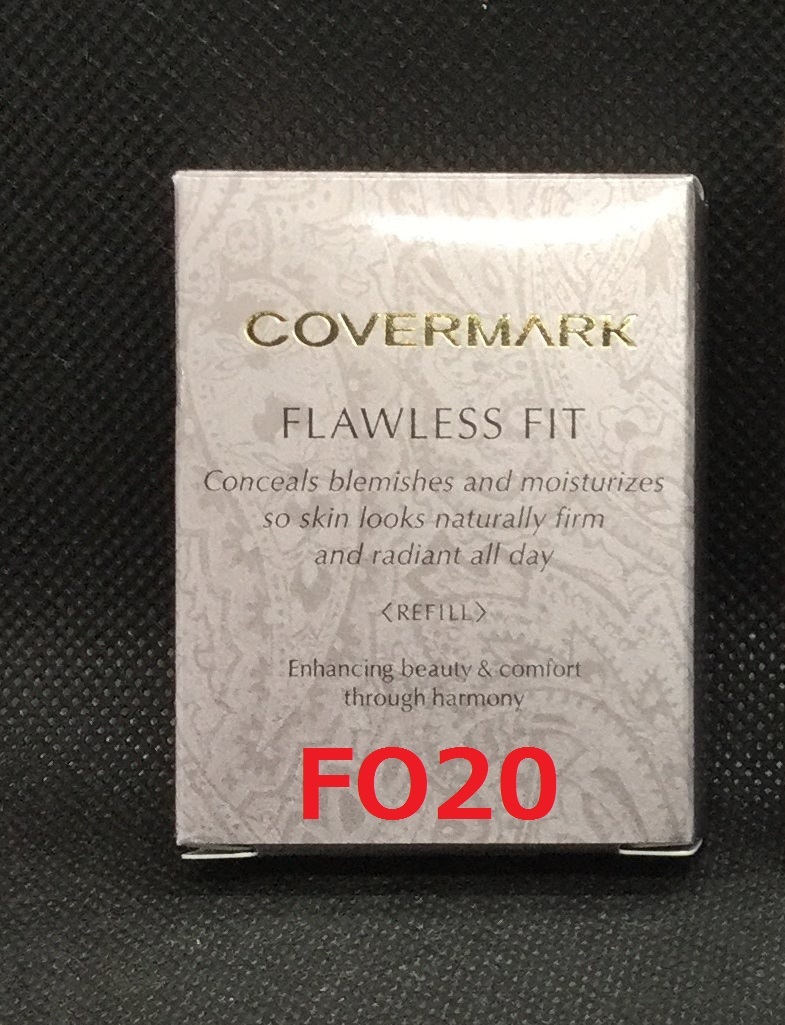 COVERMARK
FLAWLESS FIT
Conceals blemishes and moisturizes
so skin looks naturally firm
and radiant all day
〈REFILL〉
Enhancing beauty & comfort
through harmony
FO20